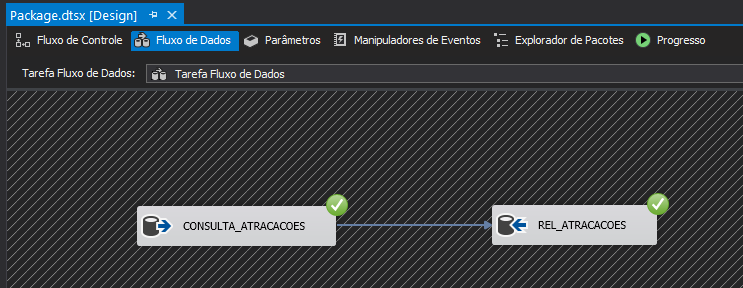 Package.dtsx [Design]
Fluxo de Controle Fluxo de Dados Parâmetros Manipuladores de Eventos Explorador de Pacotes Progresso
Tarefa Fluxo de Dados: Tarefa Fluxo de Dados
CONSULTA_ATRACACOES REL_ATRACACOES